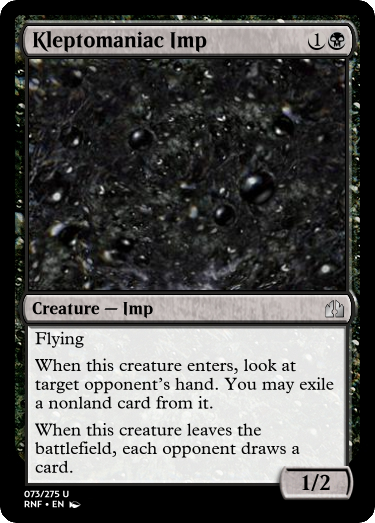 Kleptomaniac Imp 1
Creature — Imp
Flying
When this creature enters, look at
target opponent's hand. You may exile
a nonland card from it.
When this creature leaves the
battlefield, each opponent draws a
card.
1/2
073/275 U
RNF • EN